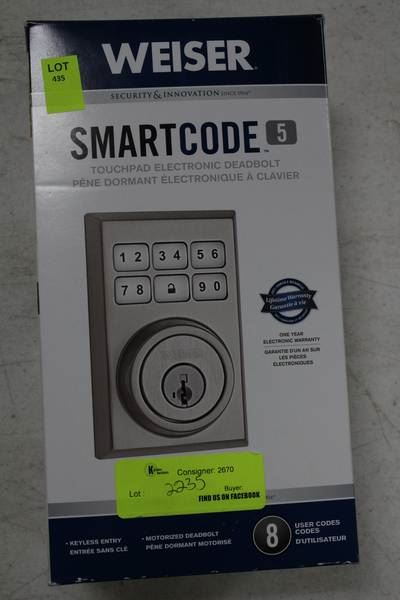 LOT
435
WEISER
SECURITY & INNOVATION SINCE 1904
SMARTCODE 5
TOUCHPAD ELECTRONIC DEADBOLT
PÊNE DORMANT ÉLECTRONIQUE À CLAVIER
1 2 3 4 5 6
7 8 9 0
Lifetime Warranty
Garantie à vie
ONE YEAR
ELECTRONIC WARRANTY
GARANTIE D'UN AN SUR
LES PIÈCES
ÉLECTRONIQUES
Consigner: 2670
Lot: 2235 Buyer:
FIND US ON FACEBOOK
• KEYLESS ENTRY
ENTRÉE SANS CLÉ
• MOTORIZED DEADBOLT
PÊNE DORMANT MOTORISÉ
8 USER CODES
CODES
D'UTILISATEUR